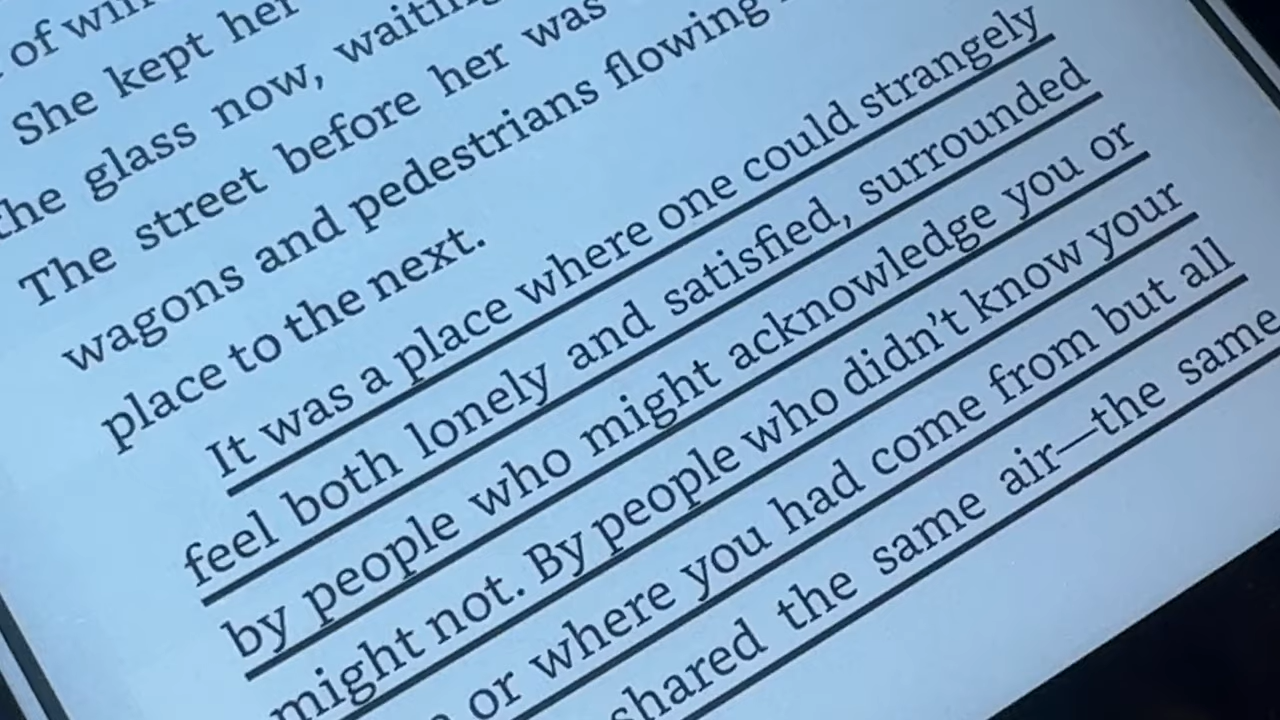 of
She kept her
the glass now,
The street before her was
wagons and pedestrians flowing
place to the next.
It was a place where one could strangely
feel both lonely and satisfied, surrounded
by people who might acknowledge you or
might not. By people who didn't know your
or where you had come from but all
shared the same air—the same